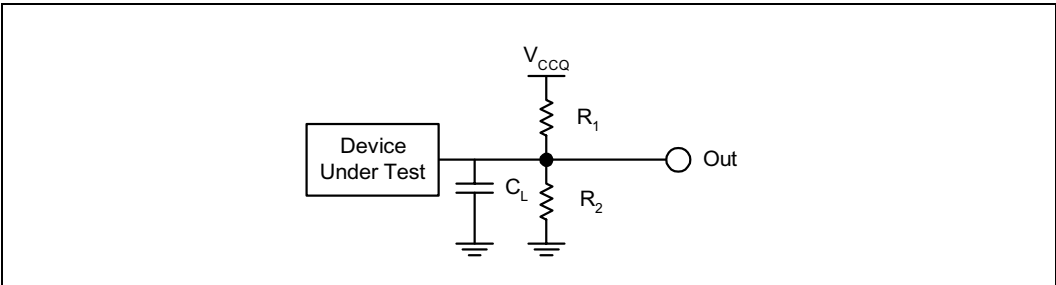 V_CCQ
R_1
Device
Under Test
Out
C_L
R_2